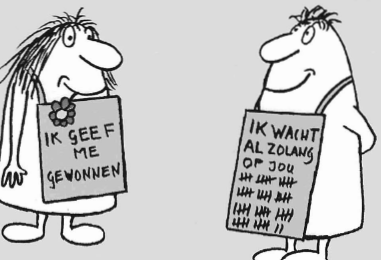 IK GEEF
ME
GEWONNEN
IK WACHT
AL ZOLANG
OP JOU